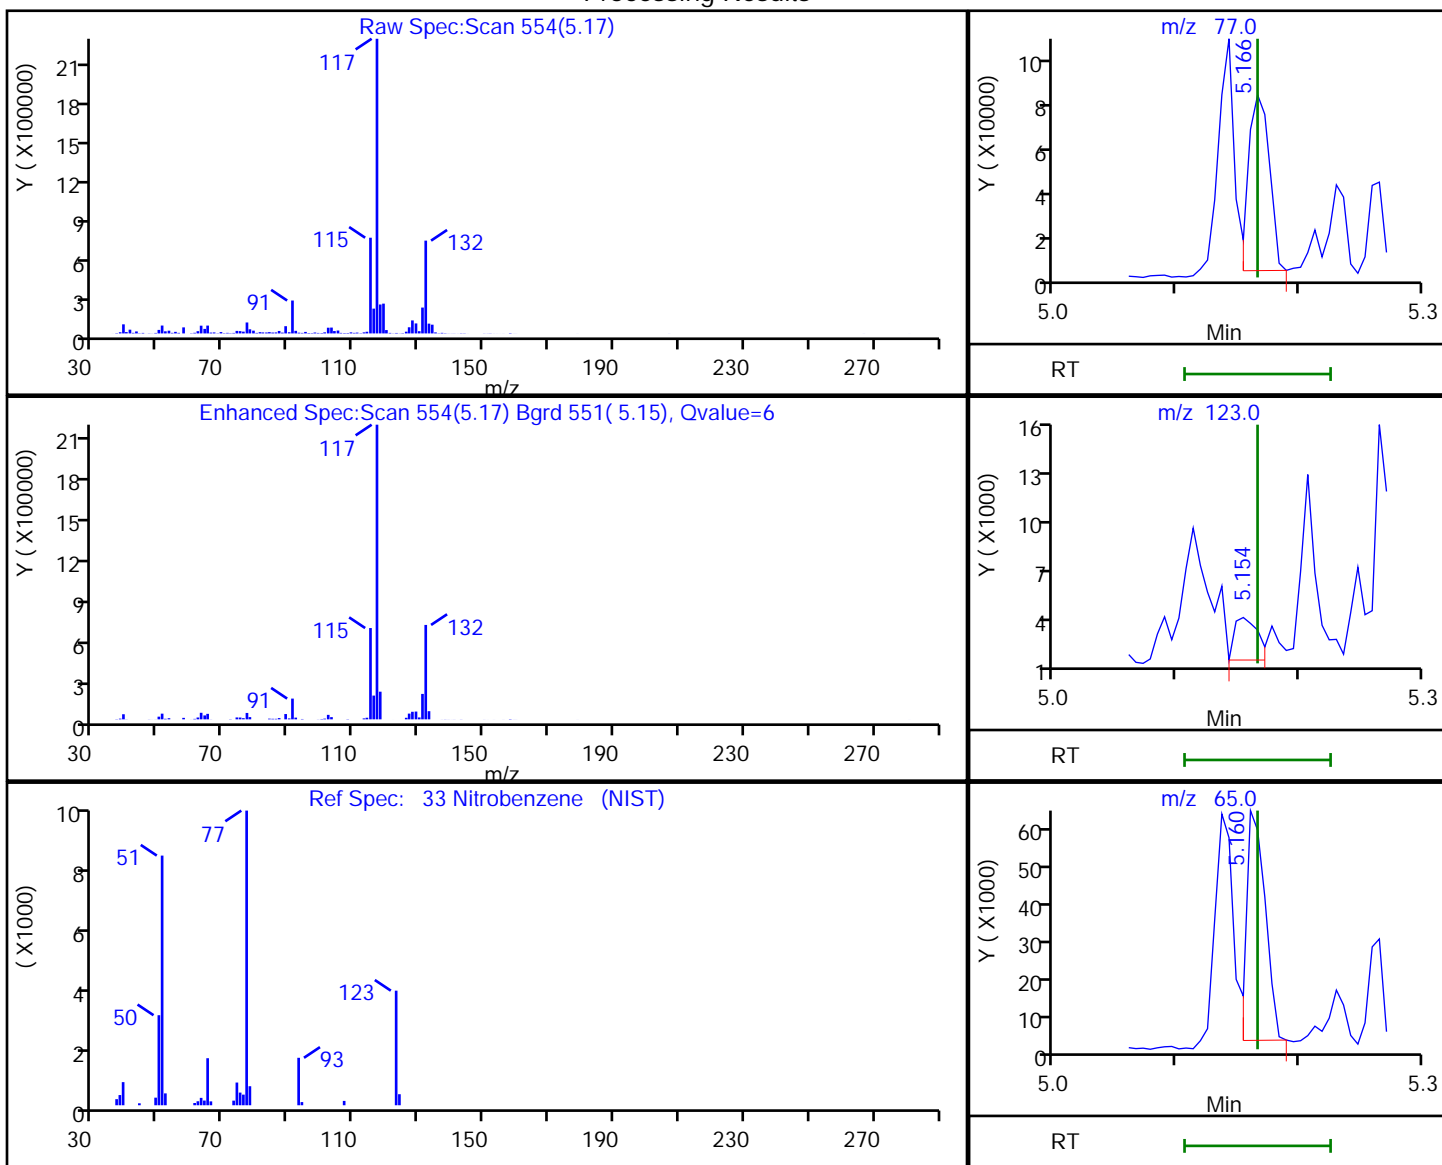 Processing Results
Raw Spec:Scan 554(5.17)
Y ( X100000)
21
18
15
12
9
6
3
0
117
115
132
91
30 70 110 150 190 230 270
m/z
m/z 77.0
Y ( X10000)
10
8
6
4
2
0
5.166
5.0 5.3
Min
RT
Enhanced Spec:Scan 554(5.17) Bgrd 551( 5.15), Qvalue=6
Y ( X100000)
21
18
15
12
9
6
3
0
117
115
132
91
30 70 110 150 190 230 270
m/z
m/z 123.0
Y ( X1000)
16
13
10
7
4
1
5.154
5.0 5.3
Min
RT
Ref Spec: 33 Nitrobenzene (NIST)
( X1000)
10
8
6
4
2
0
77
51
123
50
93
30 70 110 150 190 230 270
m/z 65.0
Y ( X1000)
60
50
40
30
20
10
0
5.160
5.0 5.3
Min
RT